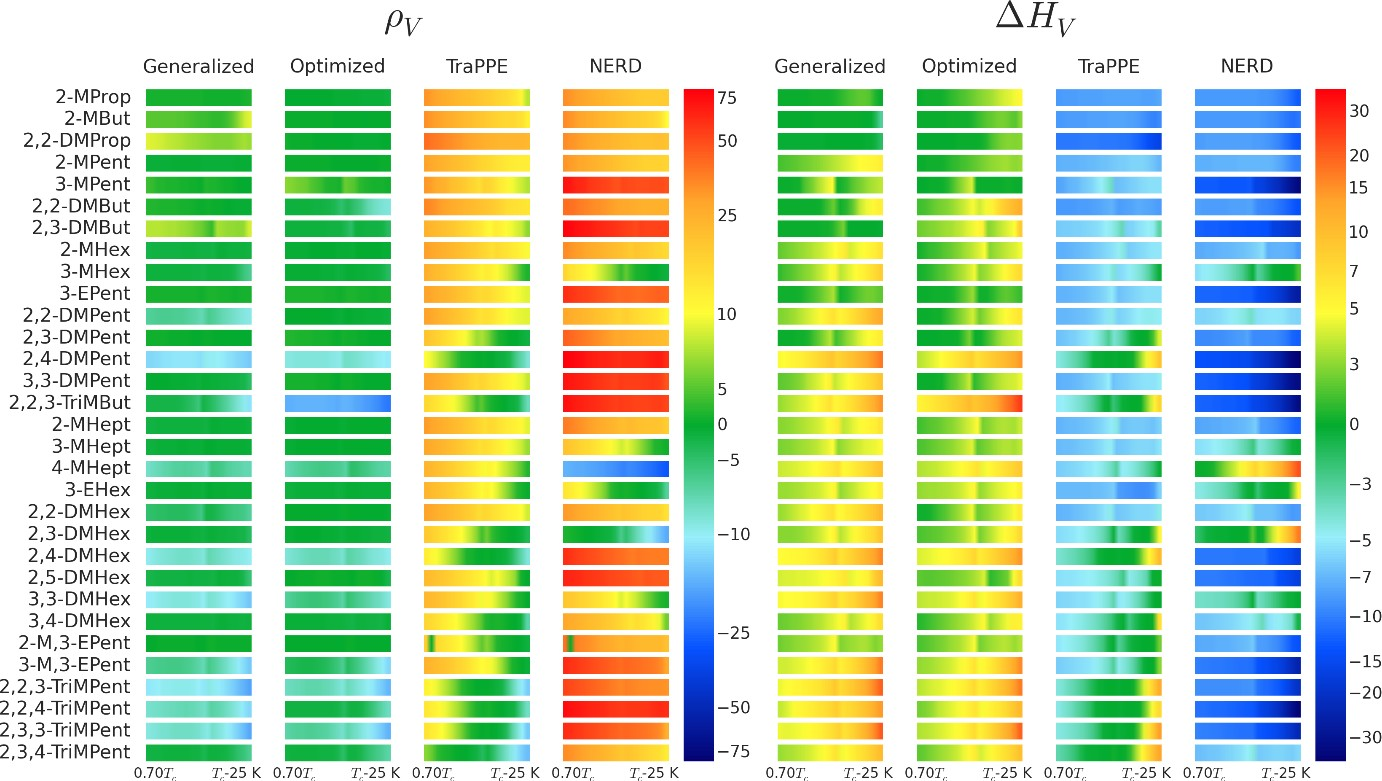 ρV ΔHV
Generalized Optimized TraPPE NERD Generalized Optimized TraPPE NERD
2-MProp
2-MBut
2,2-DMProp
2-MPent
3-MPent
2,2-DMBut
2,3-DMBut
2-MHex
3-MHex
3-EPent
2,2-DMPent
2,3-DMPent
2,4-DMPent
3,3-DMPent
2,2,3-TriMBut
2-MHept
3-MHept
4-MHept
3-EHex
2,2-DMHex
2,3-DMHex
2,4-DMHex
2,5-DMHex
3,3-DMHex
3,4-DMHex
2-M,3-EPent
3-M,3-EPent
2,2,3-TriMPent
2,2,4-TriMPent
2,3,3-TriMPent
2,3,4-TriMPent
0.70Tc Tc-25 K 0.70Tc Tc-25 K 0.70Tc Tc-25 K 0.70Tc Tc-25 K
75
50
25
10
5
0
−5
−10
−25
−50
−75
0.70Tc Tc-25 K 0.70Tc Tc-25 K 0.70Tc Tc-25 K 0.70Tc Tc-25 K
30
20
15
10
7
5
3
0
−3
−5
−7
−10
−15
−20
−30